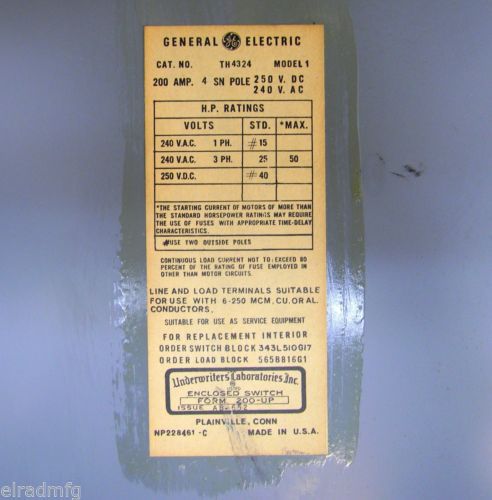 GENERAL GE ELECTRIC
CAT. NO. TH4324 MODEL 1
200 AMP. 4 SN POLE 250 V. DC
240 V. AC
H.P. RATINGS
VOLTS STD. *MAX.
240 V.A.C. 1 PH. #15
240 V.A.C. 3 PH. 25 50
250 V.D.C. #40
*THE STARTING CURRENT OF MOTORS OF MORE THAN
THE STANDARD HORSEPOWER RATINGS MAY REQUIRE
THE USE OF FUSES WITH APPROPRIATE TIME-DELAY
CHARACTERISTICS.
#USE TWO OUTSIDE POLES
CONTINUOUS LOAD CURRENT NOT TO EXCEED 80
PERCENT OF THE RATING OF FUSE EMPLOYED IN
OTHER THAN MOTOR CIRCUITS.
LINE AND LOAD TERMINALS SUITABLE
FOR USE WITH 6-250 MCM, CU. OR AL.
CONDUCTORS.
SUITABLE FOR USE AS SERVICE EQUIPMENT
FOR REPLACEMENT INTERIOR
ORDER SWITCH BLOCK 343L510G17
ORDER LOAD BLOCK 565B816G1
Underwriters Laboratories Inc.
LISTED
ENCLOSED SWITCH
FORM 200-UP
ISSUE AB-652
PLAINVILLE, CONN
NP228461-C MADE IN U.S.A.
elradmfg